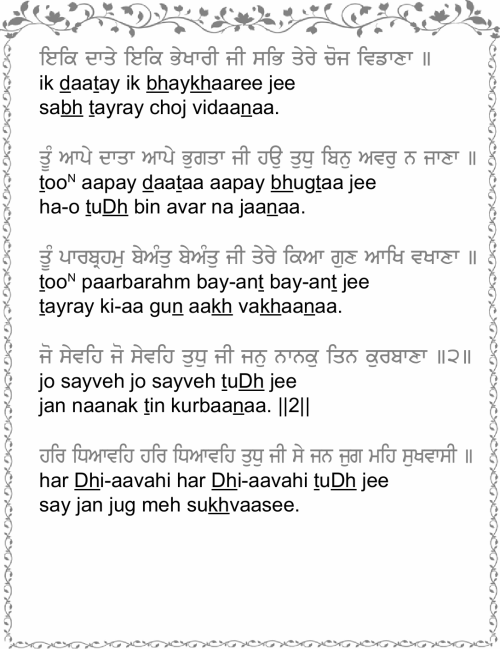 ਇਕਿ ਦਾਤੇ ਇਕਿ ਭੇਖਾਰੀ ਜੀ ਸਭਿ ਤੇਰੇ ਚੋਜ ਵਿਡਾਣਾ ॥
ik daatay ik bhaykhaaree jee
sabh tayray choj vidaanaa.
ਤੂੰ ਆਪੇ ਦਾਤਾ ਆਪੇ ਭੁਗਤਾ ਜੀ ਹਉ ਤੁਧੁ ਬਿਨੁ ਅਵਰੁ ਨ ਜਾਣਾ ॥
tooᴺ aapay daataa aapay bhugtaa jee
ha-o tuDh bin avar na jaanaa.
ਤੂੰ ਪਾਰਬ੍ਰਹਮੁ ਬੇਅੰਤੁ ਬੇਅੰਤੁ ਜੀ ਤੇਰੇ ਕਿਆ ਗੁਣ ਆਖਿ ਵਖਾਣਾ ॥
tooᴺ paarbarahm bay-ant bay-ant jee
tayray ki-aa gun aakh vakhaanaa.
ਜੋ ਸੇਵਹਿ ਜੋ ਸੇਵਹਿ ਤੁਧੁ ਜੀ ਜਨੁ ਨਾਨਕੁ ਤਿਨ ਕੁਰਬਾਣਾ ॥੨॥
jo sayveh jo sayveh tuDh jee
jan naanak tin kurbaanaa. ||2||
ਹਰਿ ਧਿਆਵਹਿ ਹਰਿ ਧਿਆਵਹਿ ਤੁਧੁ ਜੀ ਸੇ ਜਨ ਜੁਗ ਮਹਿ ਸੁਖਵਾਸੀ ॥
har Dhi-aavahi har Dhi-aavahi tuDh jee
say jan jug meh sukhvaasee.